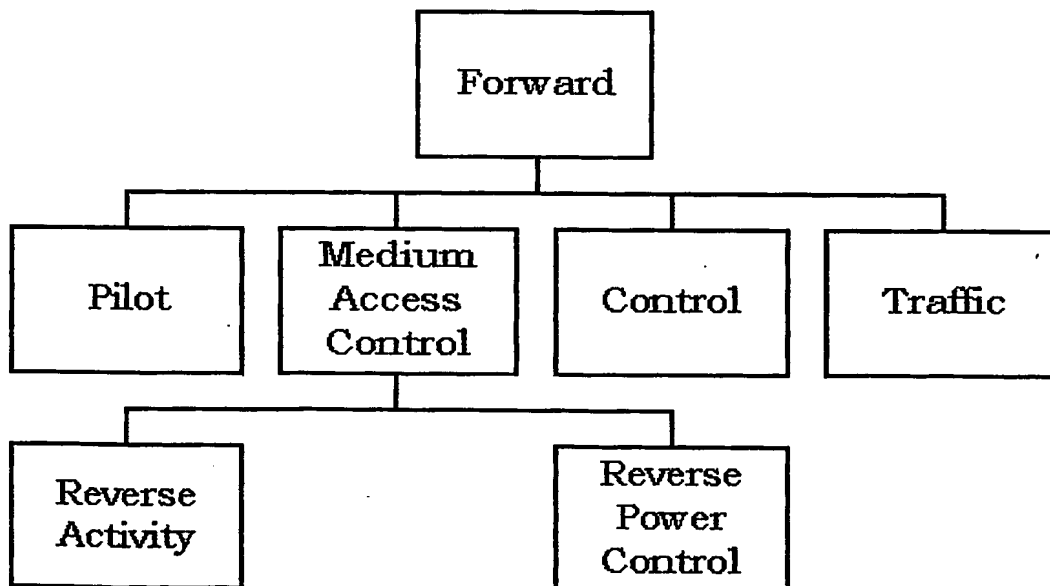 Forward
Pilot
Medium
Access
Control
Control
Traffic
Reverse
Activity
Reverse
Power
Control